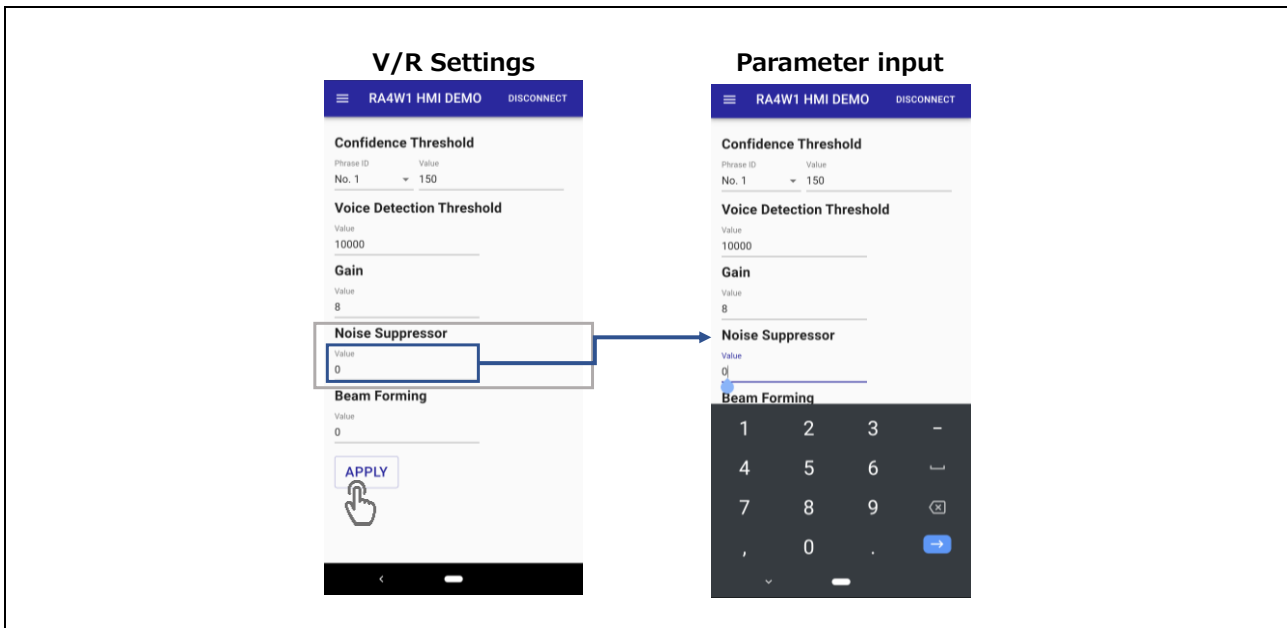 V/R Settings
RA4W1 HMI DEMO DISCONNECT
Confidence Threshold
Phrase ID Value
No. 1 150
Voice Detection Threshold
Value
10000
Gain
Value
8
Noise Suppressor
Value
0
Beam Forming
Value
0
APPLY
Parameter input
RA4W1 HMI DEMO DISCONNECT
Confidence Threshold
Phrase ID Value
No. 1 150
Voice Detection Threshold
Value
10000
Gain
Value
8
Noise Suppressor
Value
0
Beam Forming
1 2 3 -
4 5 6
7 8 9
, 0 .